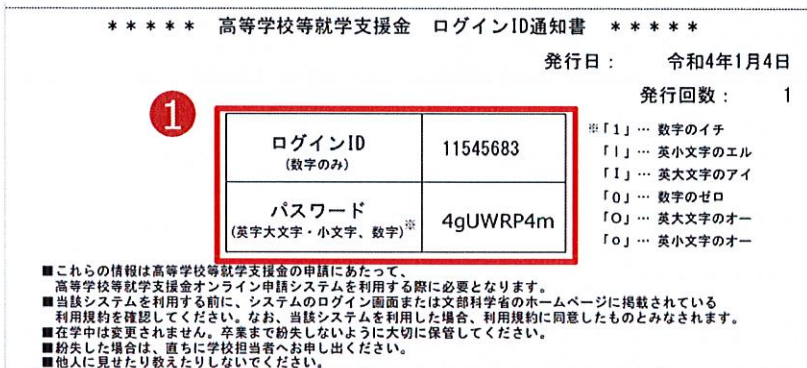 ＊＊＊＊＊　高等学校等就学支援金　ログインID通知書　＊＊＊＊＊
発行日：　令和4年1月4日
発行回数：　1
1
ログインID
(数字のみ)
11545683
パスワード
(英字大文字・小文字、数字)※
4gUWRP4m
※「1」… 数字のイチ
「l」… 英小文字のエル
「I」… 英大文字のアイ
「0」… 数字のゼロ
「O」… 英大文字のオー
「o」… 英小文字のオー
■これらの情報は高等学校等就学支援金の申請にあたって、
高等学校等就学支援金オンライン申請システムを利用する際に必要となります。
■当該システムを利用する前に、システムのログイン画面または文部科学省のホームページに掲載されている
利用規約を確認してください。なお、当該システムを利用した場合、利用規約に同意したものとみなされます。
■在学中は変更されません。卒業まで紛失しないように大切に保管してください。
■紛失した場合は、直ちに学校担当者へお申し出ください。
■他人に見せたり教えたりしないでください。